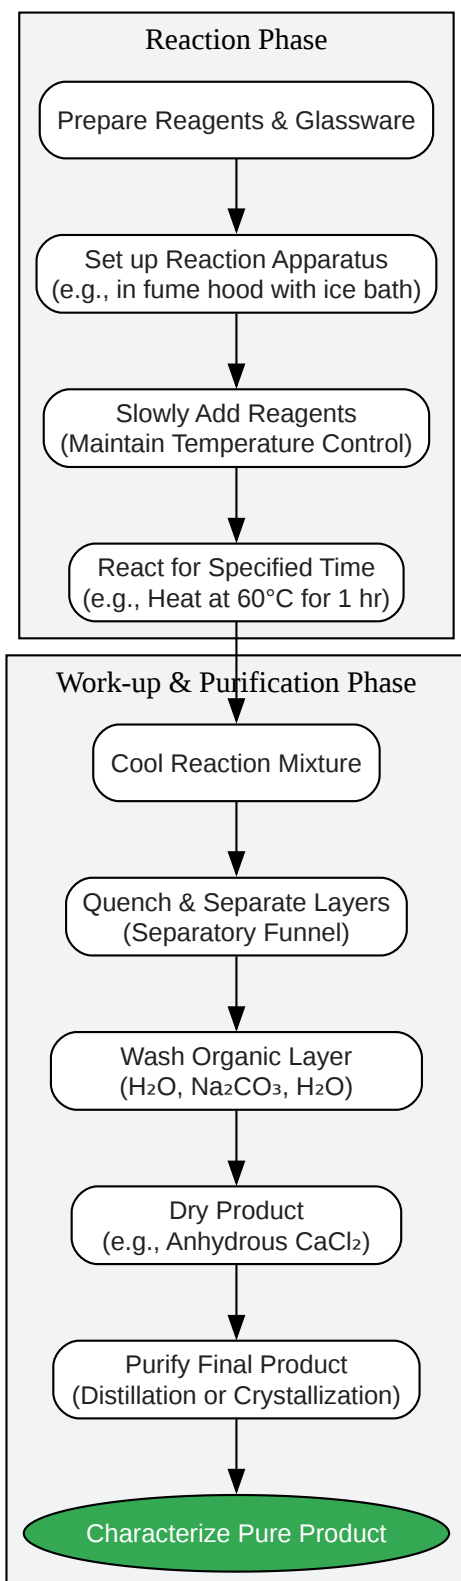 Reaction Phase
Prepare Reagents & Glassware
Set up Reaction Apparatus
(e.g., in fume hood with ice bath)
Slowly Add Reagents
(Maintain Temperature Control)
React for Specified Time
(e.g., Heat at 60°C for 1 hr)
Work-up & Purification Phase
Cool Reaction Mixture
Quench & Separate Layers
(Separatory Funnel)
Wash Organic Layer
(H₂O, Na₂CO₃, H₂O)
Dry Product
(e.g., Anhydrous CaCl₂)
Purify Final Product
(Distillation or Crystallization)
Characterize Pure Product